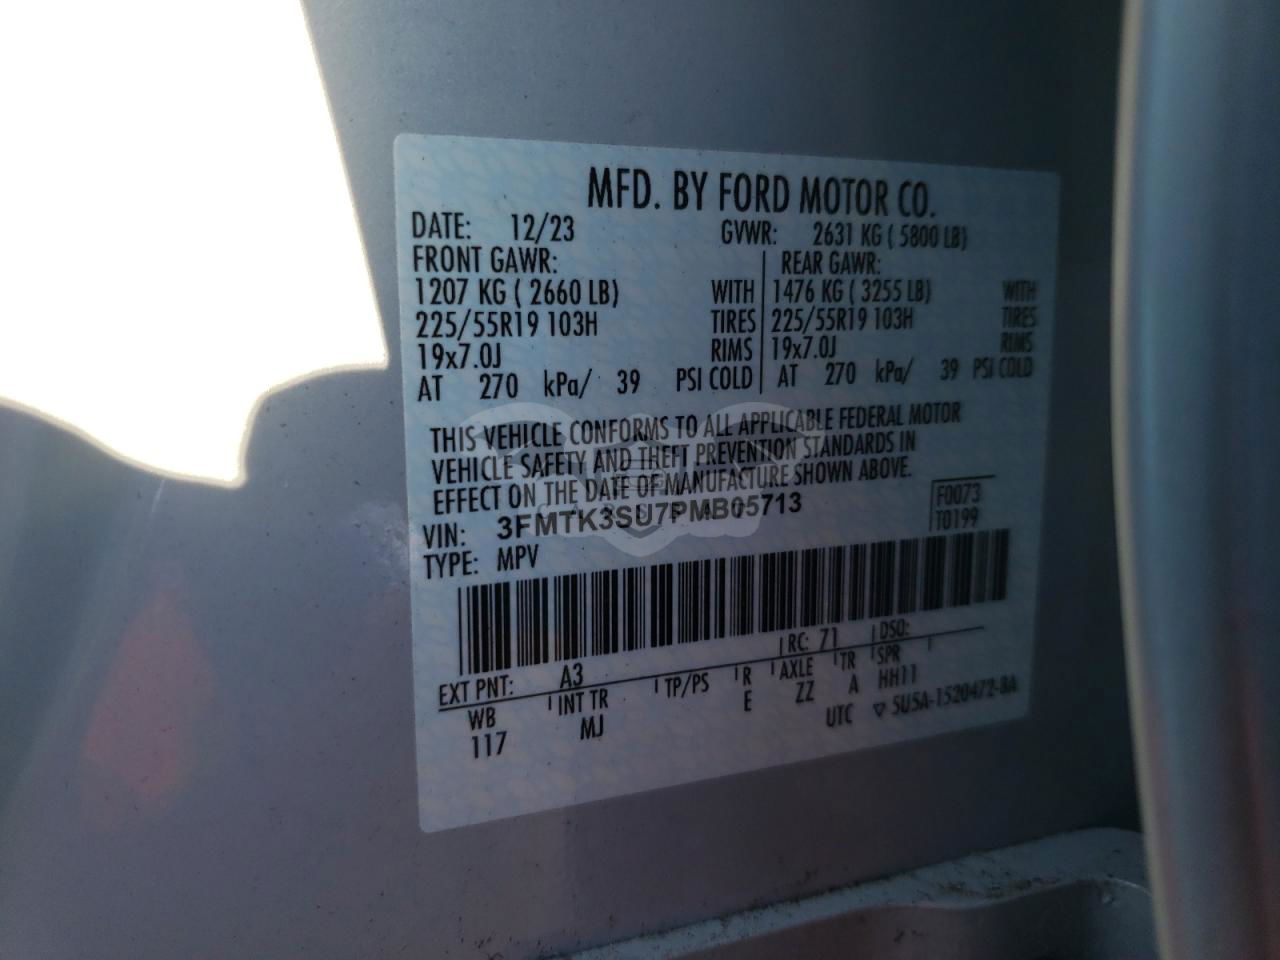 MFD. BY FORD MOTOR CO.
DATE: 12/23 GVWR: 2631 KG ( 5800 LB)
FRONT GAWR: REAR GAWR:
1207 KG ( 2660 LB) WITH 1476 KG ( 3255 LB) WITH
225/55R19 103H TIRES 225/55R19 103H TIRES
19x7.0J RIMS 19x7.0J RIMS
AT 270 kPa/ 39 PSI COLD AT 270 kPa/ 39 PSI COLD
THIS VEHICLE CONFORMS TO ALL APPLICABLE FEDERAL MOTOR
VEHICLE SAFETY AND THEFT PREVENTION STANDARDS IN
EFFECT ON THE DATE OF MANUFACTURE SHOWN ABOVE.
VIN: 3FMTK3SU7PMB05713 F0073
TYPE: MPV T0199
RC: 71 DSO:
EXT PNT: A3
WB INT TR TP/PS R AXLE TR SPR
117 MJ E ZZ A HH11
UTC ▽ 5U5A-1520472-BA